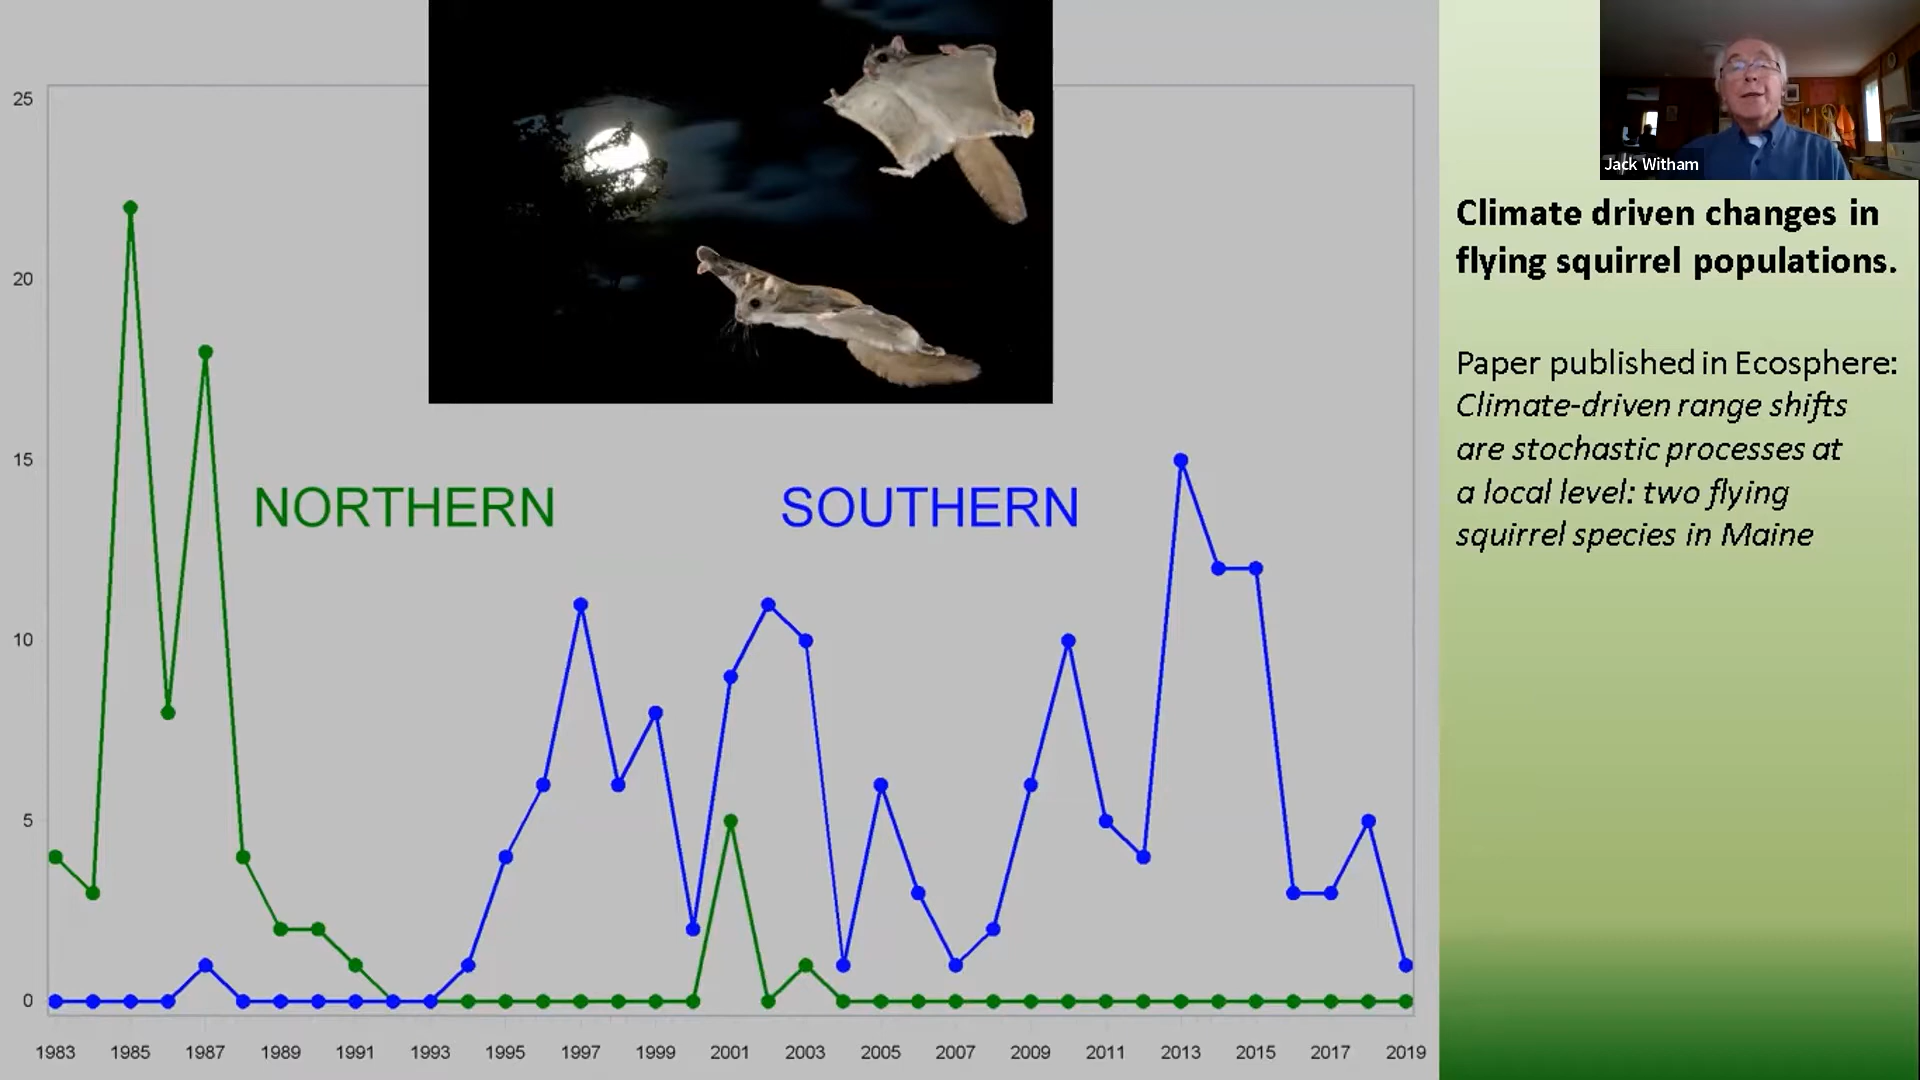 Jack Witham
Climate driven changes in
flying squirrel populations.
Paper published in Ecosphere:
Climate-driven range shifts
are stochastic processes at
a local level: two flying
squirrel species in Maine
25
20
15
10
5
0
NORTHERN
SOUTHERN
1983 1985 1987 1989 1991 1993 1995 1997 1999 2001 2003 2005 2007 2009 2011 2013 2015 2017 2019